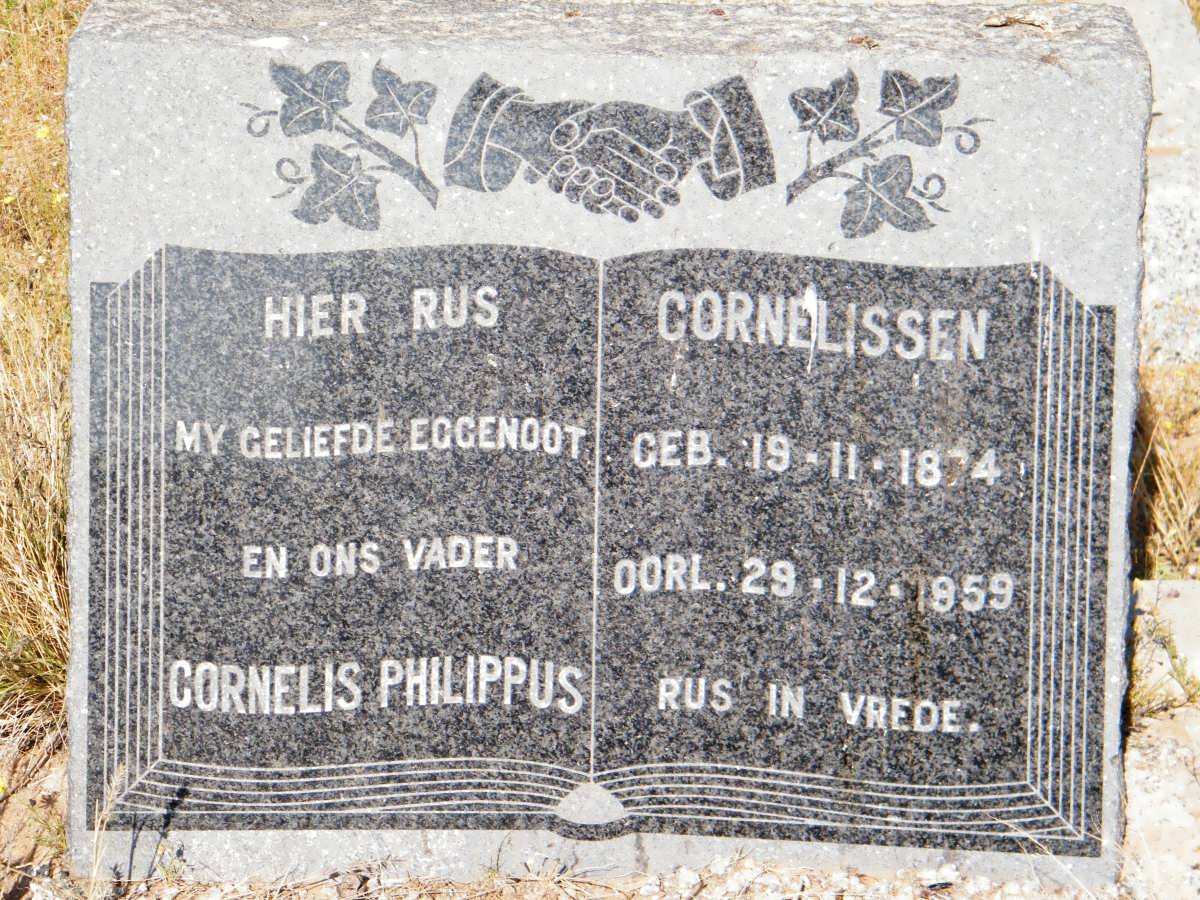 HIER RUS
MY GELIEFDE EGGENOOT
EN ONS VADER
CORNELIS PHILIPPUS
CORNELISSEN
GEB. 19·11·1874
OORL. 29·12·1959
RUS IN VREDE.